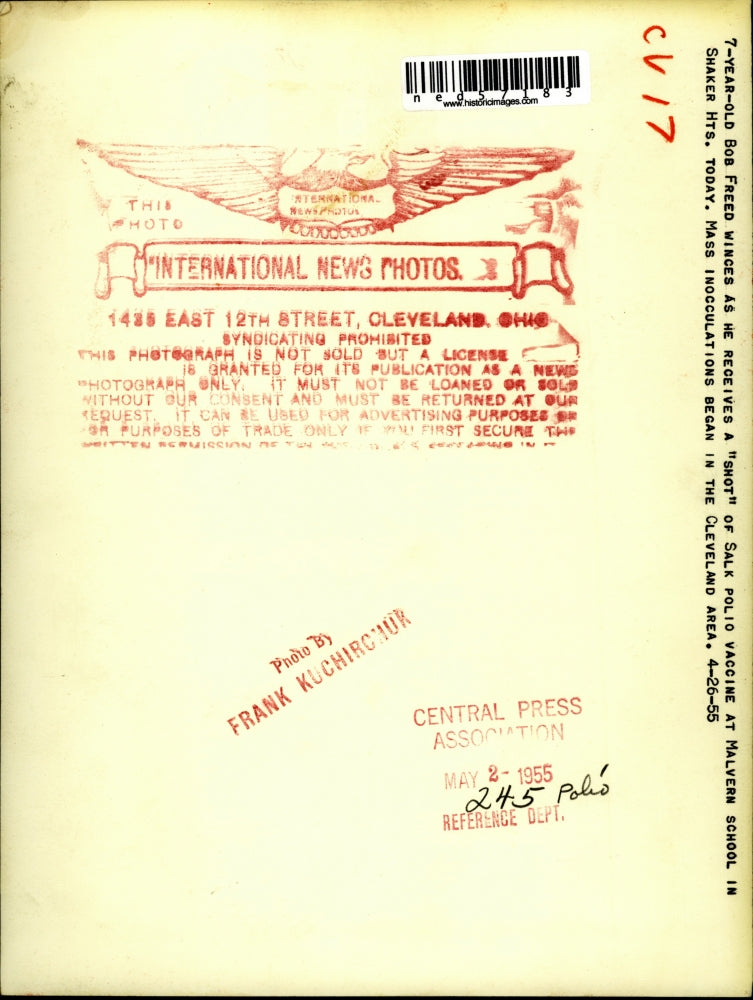 ned57183
www.historicimages.com
CV 17
7-YEAR-OLD BOB FREED WINCES AS HE RECEIVES A "SHOT" OF SALK POLIO VACCINE AT MALVERN SCHOOL IN
SHAKER HTS. TODAY. MASS INOCCULATIONS BEGAN IN THE CLEVELAND AREA. 4-26-55
THIS
PHOTO
INTERNATIONAL
NEWS PHOTOS
"INTERNATIONAL NEWS PHOTOS.
1435 EAST 12TH STREET, CLEVELAND, OHIO
SYNDICATING PROHIBITED
THIS PHOTOGRAPH IS NOT SOLD BUT A LICENSE
IS GRANTED FOR ITS PUBLICATION AS A NEWS
PHOTOGRAPH ONLY. IT MUST NOT BE LOANED OR SOLD
WITHOUT OUR CONSENT AND MUST BE RETURNED AT OUR
REQUEST. IT CAN BE USED FOR ADVERTISING PURPOSES OR
OR PURPOSES OF TRADE ONLY IF YOU FIRST SECURE THE
WRITTEN PERMISSION OF
Photo By
FRANK KUCHIRCHUK
CENTRAL PRESS
ASSOCIATION
MAY 2- 1955
245 Polio
REFERENCE DEPT.